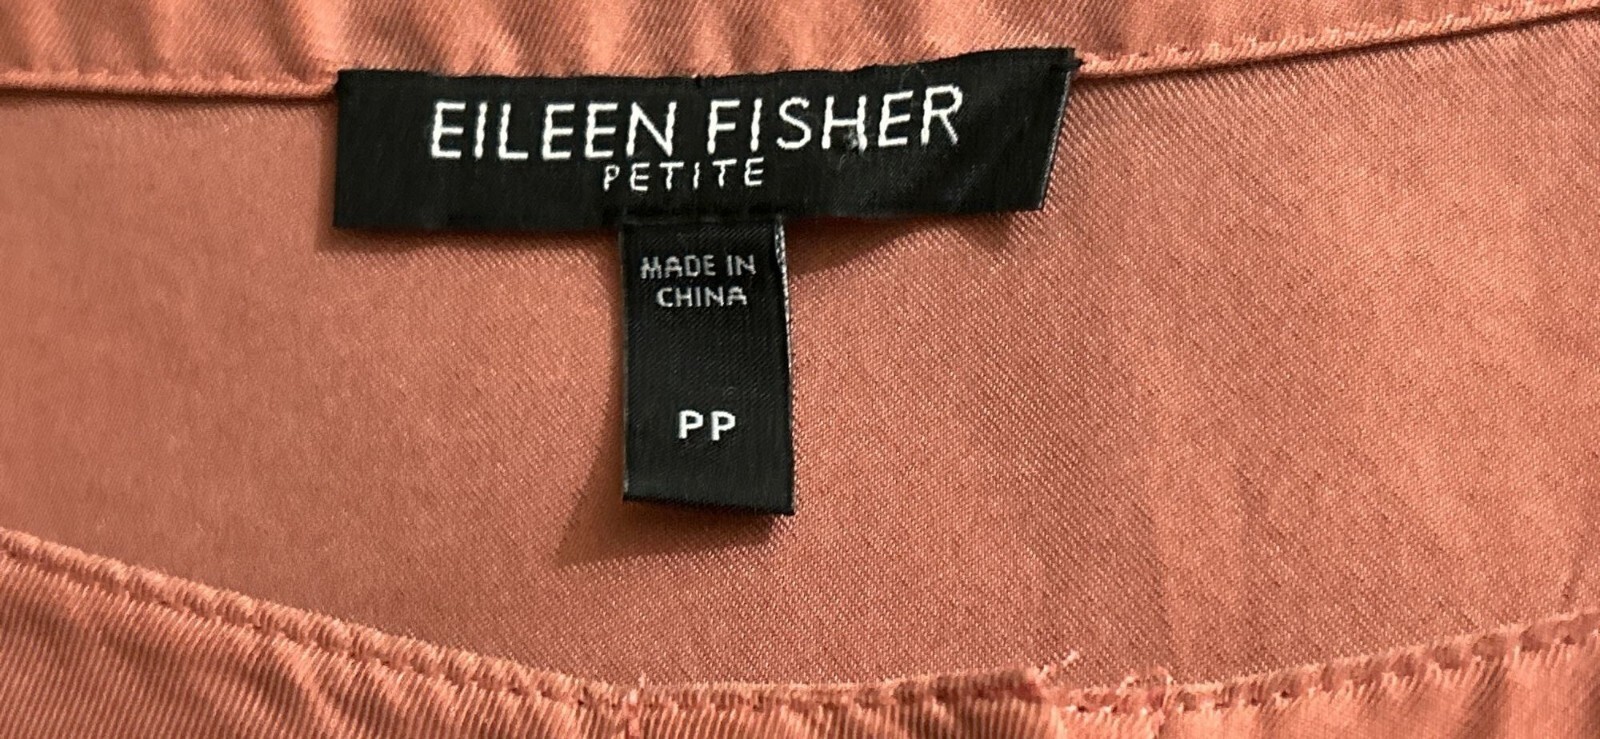 EILEEN FISHER
PETITE
MADE IN
CHINA
PP